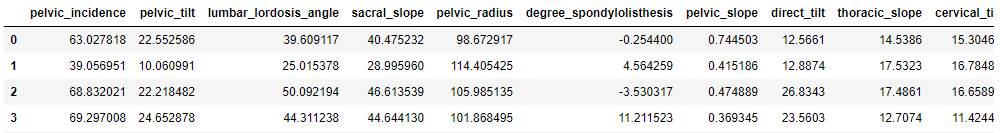 pelvic_incidence pelvic_tilt lumbar_lordosis_angle sacral_slope pelvic_radius degree_spondylolisthesis pelvic_slope direct_tilt thoracic_slope cervical_ti
0 63.027818 22.552586 39.609117 40.475232 98.672917 -0.254400 0.744503 12.5661 14.5386 15.3046
1 39.056951 10.060991 25.015378 28.995960 114.405425 4.564259 0.415186 12.8874 17.5323 16.7848
2 68.832021 22.218482 50.092194 46.613539 105.985135 -3.530317 0.474889 26.8343 17.4861 16.6589
3 69.297008 24.652878 44.311238 44.644130 101.868495 11.211523 0.369345 23.5603 12.7074 11.4244